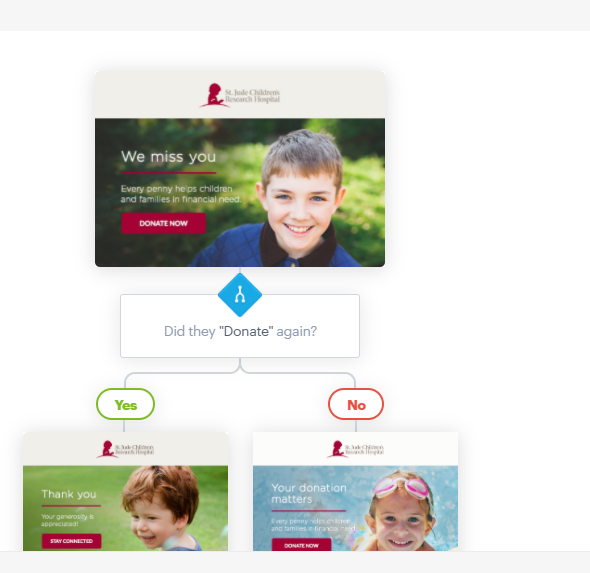 St. Jude Children's
Research Hospital
We miss you
Every penny helps children
and families in financial need.
DONATE NOW
Did they "Donate" again?
Yes
No
St. Jude Children's
Research Hospital
Thank you
Your generosity is
appreciated!
STAY CONNECTED
St. Jude Children's
Research Hospital
Your donation
matters
Every penny helps children
and families in financial need.
DONATE NOW